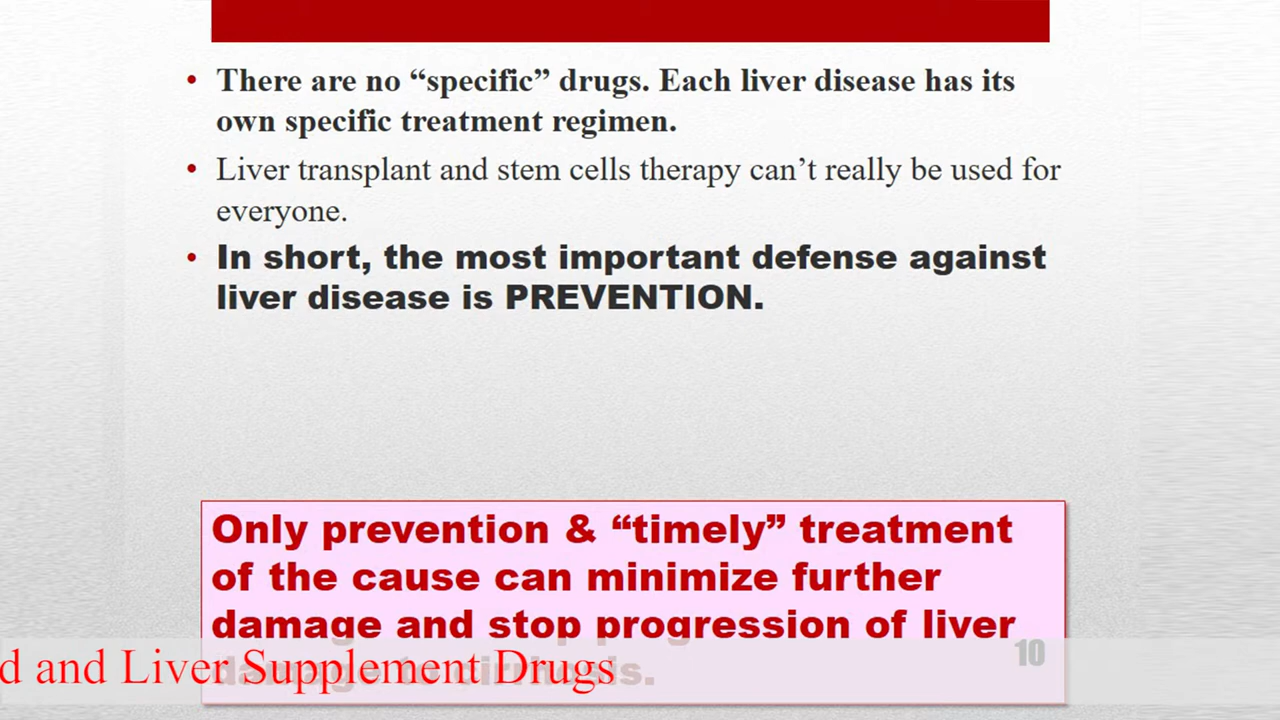 • There are no “specific” drugs. Each liver disease has its
own specific treatment regimen.
• Liver transplant and stem cells therapy can’t really be used for
everyone.
• In short, the most important defense against
liver disease is PREVENTION.
Only prevention & “timely” treatment
of the cause can minimize further
damage and stop progression of liver
damage to cirrhosis.
10
d and Liver Supplement Drugs